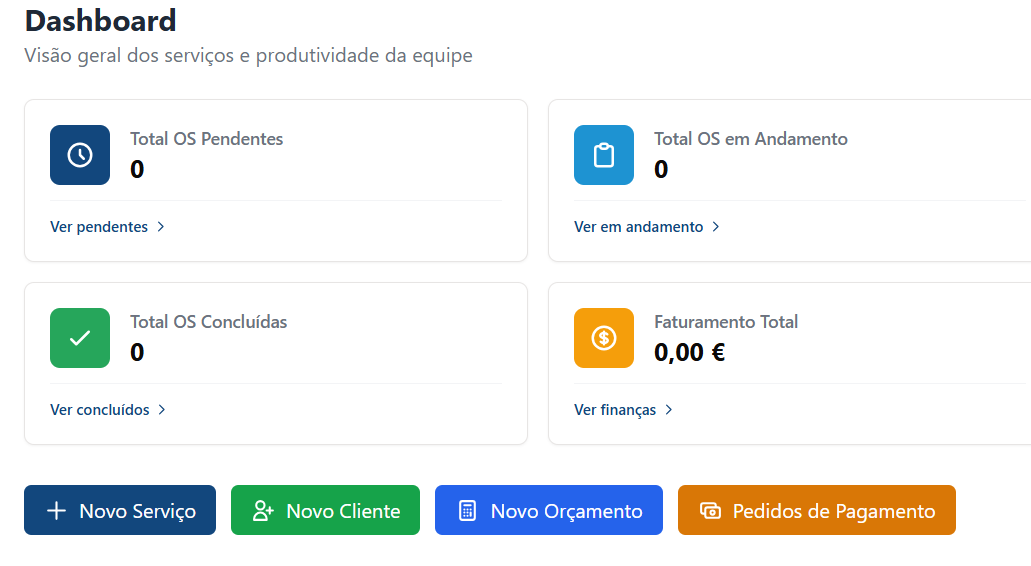 Dashboard
Visão geral dos serviços e produtividade da equipe
Total OS Pendentes
0
Ver pendentes
Total OS em Andamento
0
Ver em andamento
Total OS Concluídas
0
Ver concluídos
Faturamento Total
0,00 €
Ver finanças
Novo Serviço
Novo Cliente
Novo Orçamento
Pedidos de Pagamento